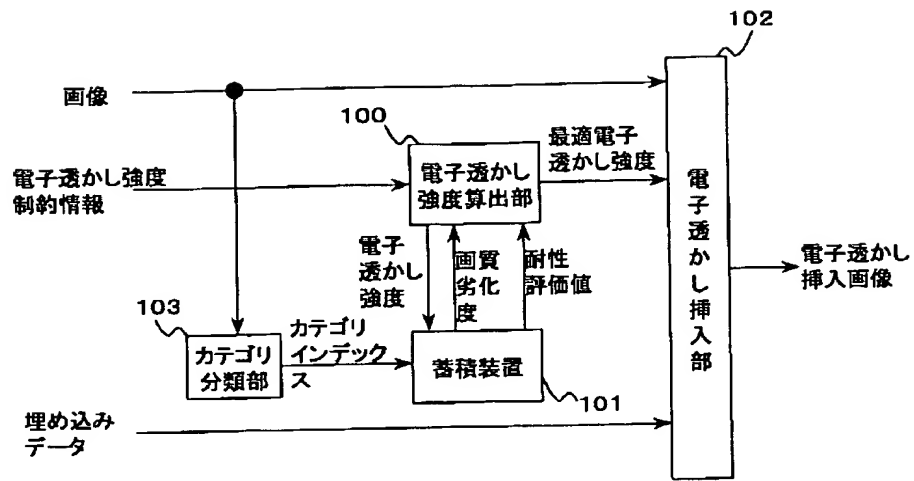 102
画像
100
最適電子
透かし強度
電子透かし強度
制約情報
電子透かし
強度算出部
電子
透かし
強度
画質
劣化
度
耐性
評価値
電子透かし挿入部
電子透かし
挿入画像
103
カテゴリ
分類部
カテゴリ
インデック
ス
蓄積装置
101
埋め込み
データ